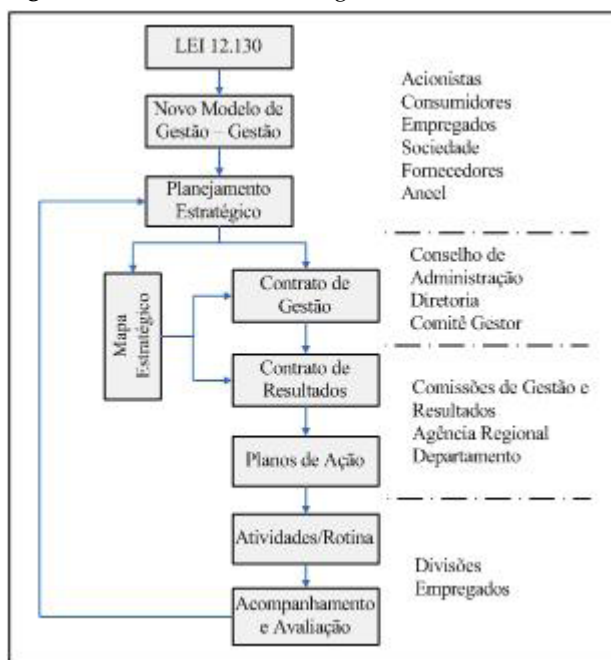 LEI 12.130
Novo Modelo de
Gestão – Gestão
Planejamento
Estratégico
Mapa
Estratégico
Contrato de
Gestão
Contrato de
Resultados
Planos de Ação
Atividades/Rotina
Acompanhamento
e Avaliação
Acionistas
Consumidores
Empregados
Sociedade
Fornecedores
Aneel
Conselho de
Administração
Diretoria
Comitê Gestor
Comissões de Gestão e
Resultados
Agência Regional
Departamento
Divisões
Empregados